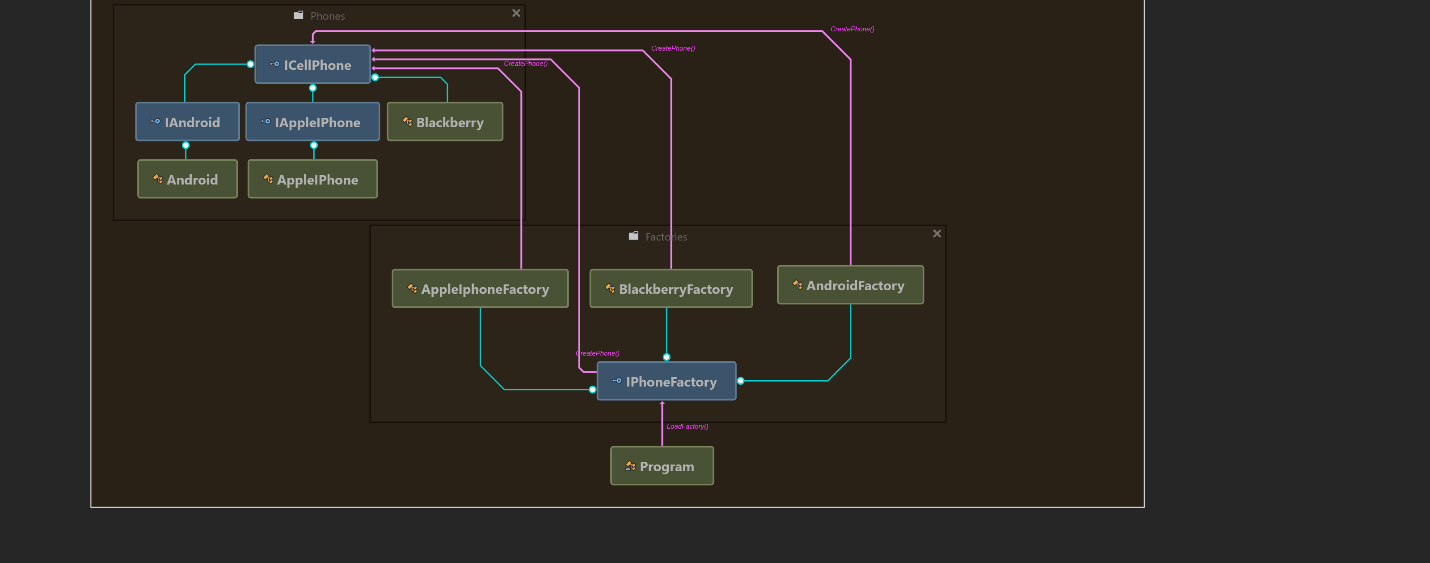 Phones
CreatePhone()
CreatePhone()
CreatePhone()
ICellPhone
IAndroid
IAppleIPhone
Blackberry
Android
AppleIPhone
Factories
AppleIphoneFactory
BlackberryFactory
AndroidFactory
CreatePhone()
IPhoneFactory
LoadFactory()
Program